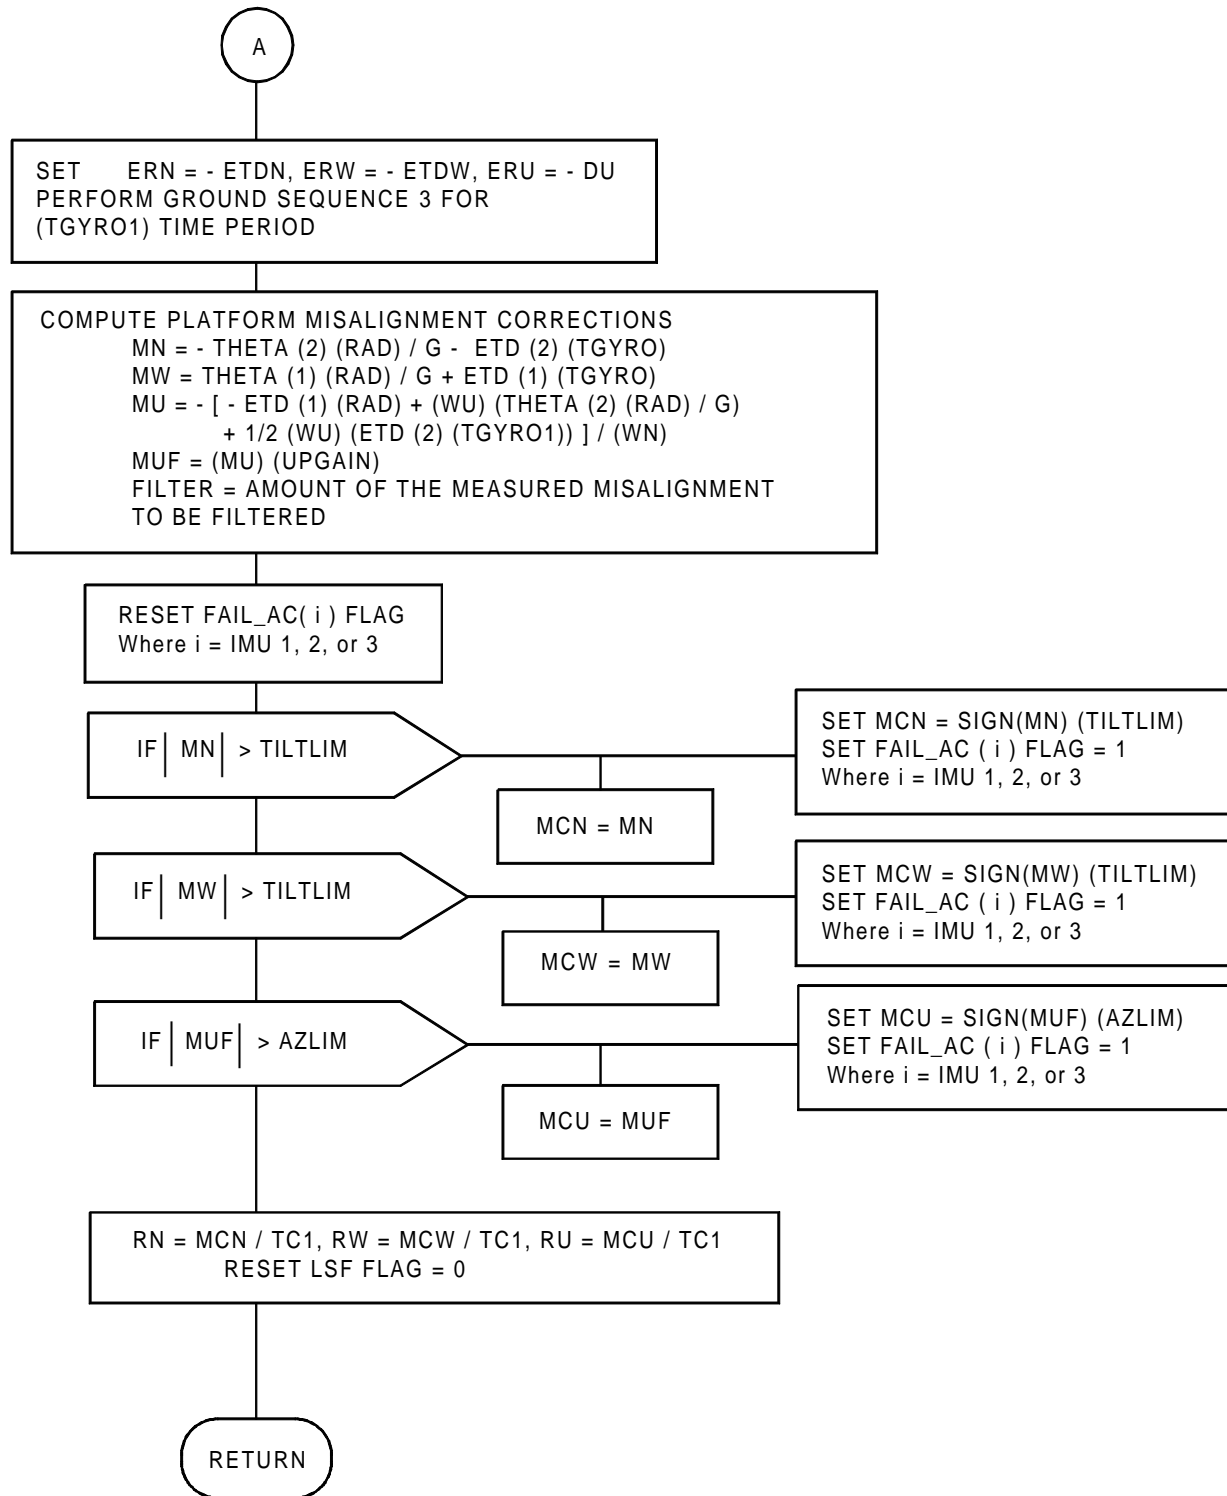 A
SET ERN = - ETDN, ERW = - ETDW, ERU = - DU
PERFORM GROUND SEQUENCE 3 FOR
(TGYRO1) TIME PERIOD
COMPUTE PLATFORM MISALIGNMENT CORRECTIONS
MN = - THETA (2) (RAD) / G - ETD (2) (TGYRO)
MW = THETA (1) (RAD) / G + ETD (1) (TGYRO)
MU = - [ - ETD (1) (RAD) + (WU) (THETA (2) (RAD) / G)
+ 1/2 (WU) (ETD (2) (TGYRO1)) ] / (WN)
MUF = (MU) (UPGAIN)
FILTER = AMOUNT OF THE MEASURED MISALIGNMENT
TO BE FILTERED
RESET FAIL_AC( i ) FLAG
Where i = IMU 1, 2, or 3
IF | MN | > TILTLIM
SET MCN = SIGN(MN) (TILTLIM)
SET FAIL_AC ( i ) FLAG = 1
Where i = IMU 1, 2, or 3
MCN = MN
IF | MW | > TILTLIM
SET MCW = SIGN(MW) (TILTLIM)
SET FAIL_AC ( i ) FLAG = 1
Where i = IMU 1, 2, or 3
MCW = MW
IF | MUF | > AZLIM
SET MCU = SIGN(MUF) (AZLIM)
SET FAIL_AC ( i ) FLAG = 1
Where i = IMU 1, 2, or 3
MCU = MUF
RN = MCN / TC1, RW = MCW / TC1, RU = MCU / TC1
RESET LSF FLAG = 0
RETURN